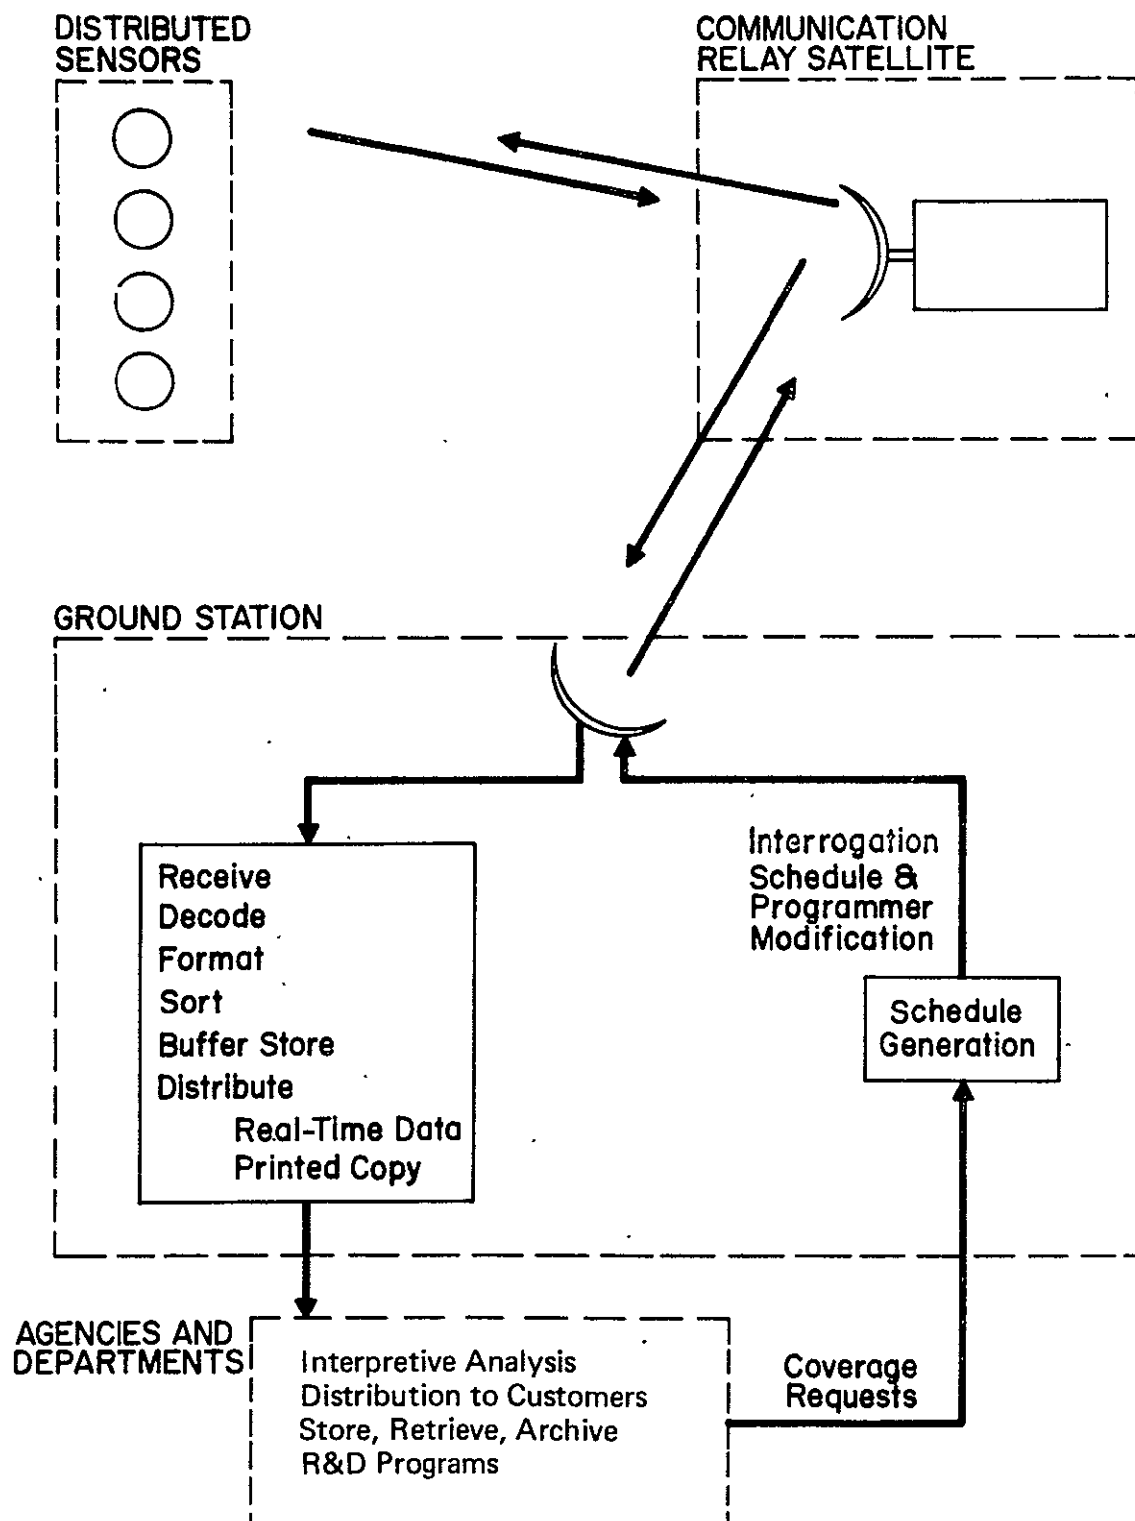 DISTRIBUTED
SENSORS
COMMUNICATION
RELAY SATELLITE
GROUND STATION
Receive
Decode
Format
Sort
Buffer Store
Distribute
Real-Time Data
Printed Copy
Interrogation
Schedule &
Programmer
Modification
Schedule
Generation
AGENCIES AND
DEPARTMENTS
Interpretive Analysis
Distribution to Customers
Store, Retrieve, Archive
R&D Programs
Coverage
Requests